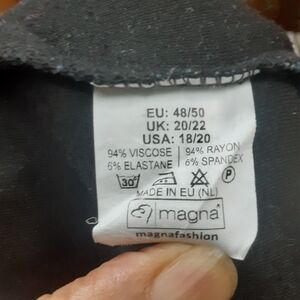 EU: 48/50
UK: 20/22
USA: 18/20
94% VISCOSE | 94% RAYON
6% ELASTANE | 6% SPANDEX
30° P
MADE IN EU (NL)
magna
magnafashion